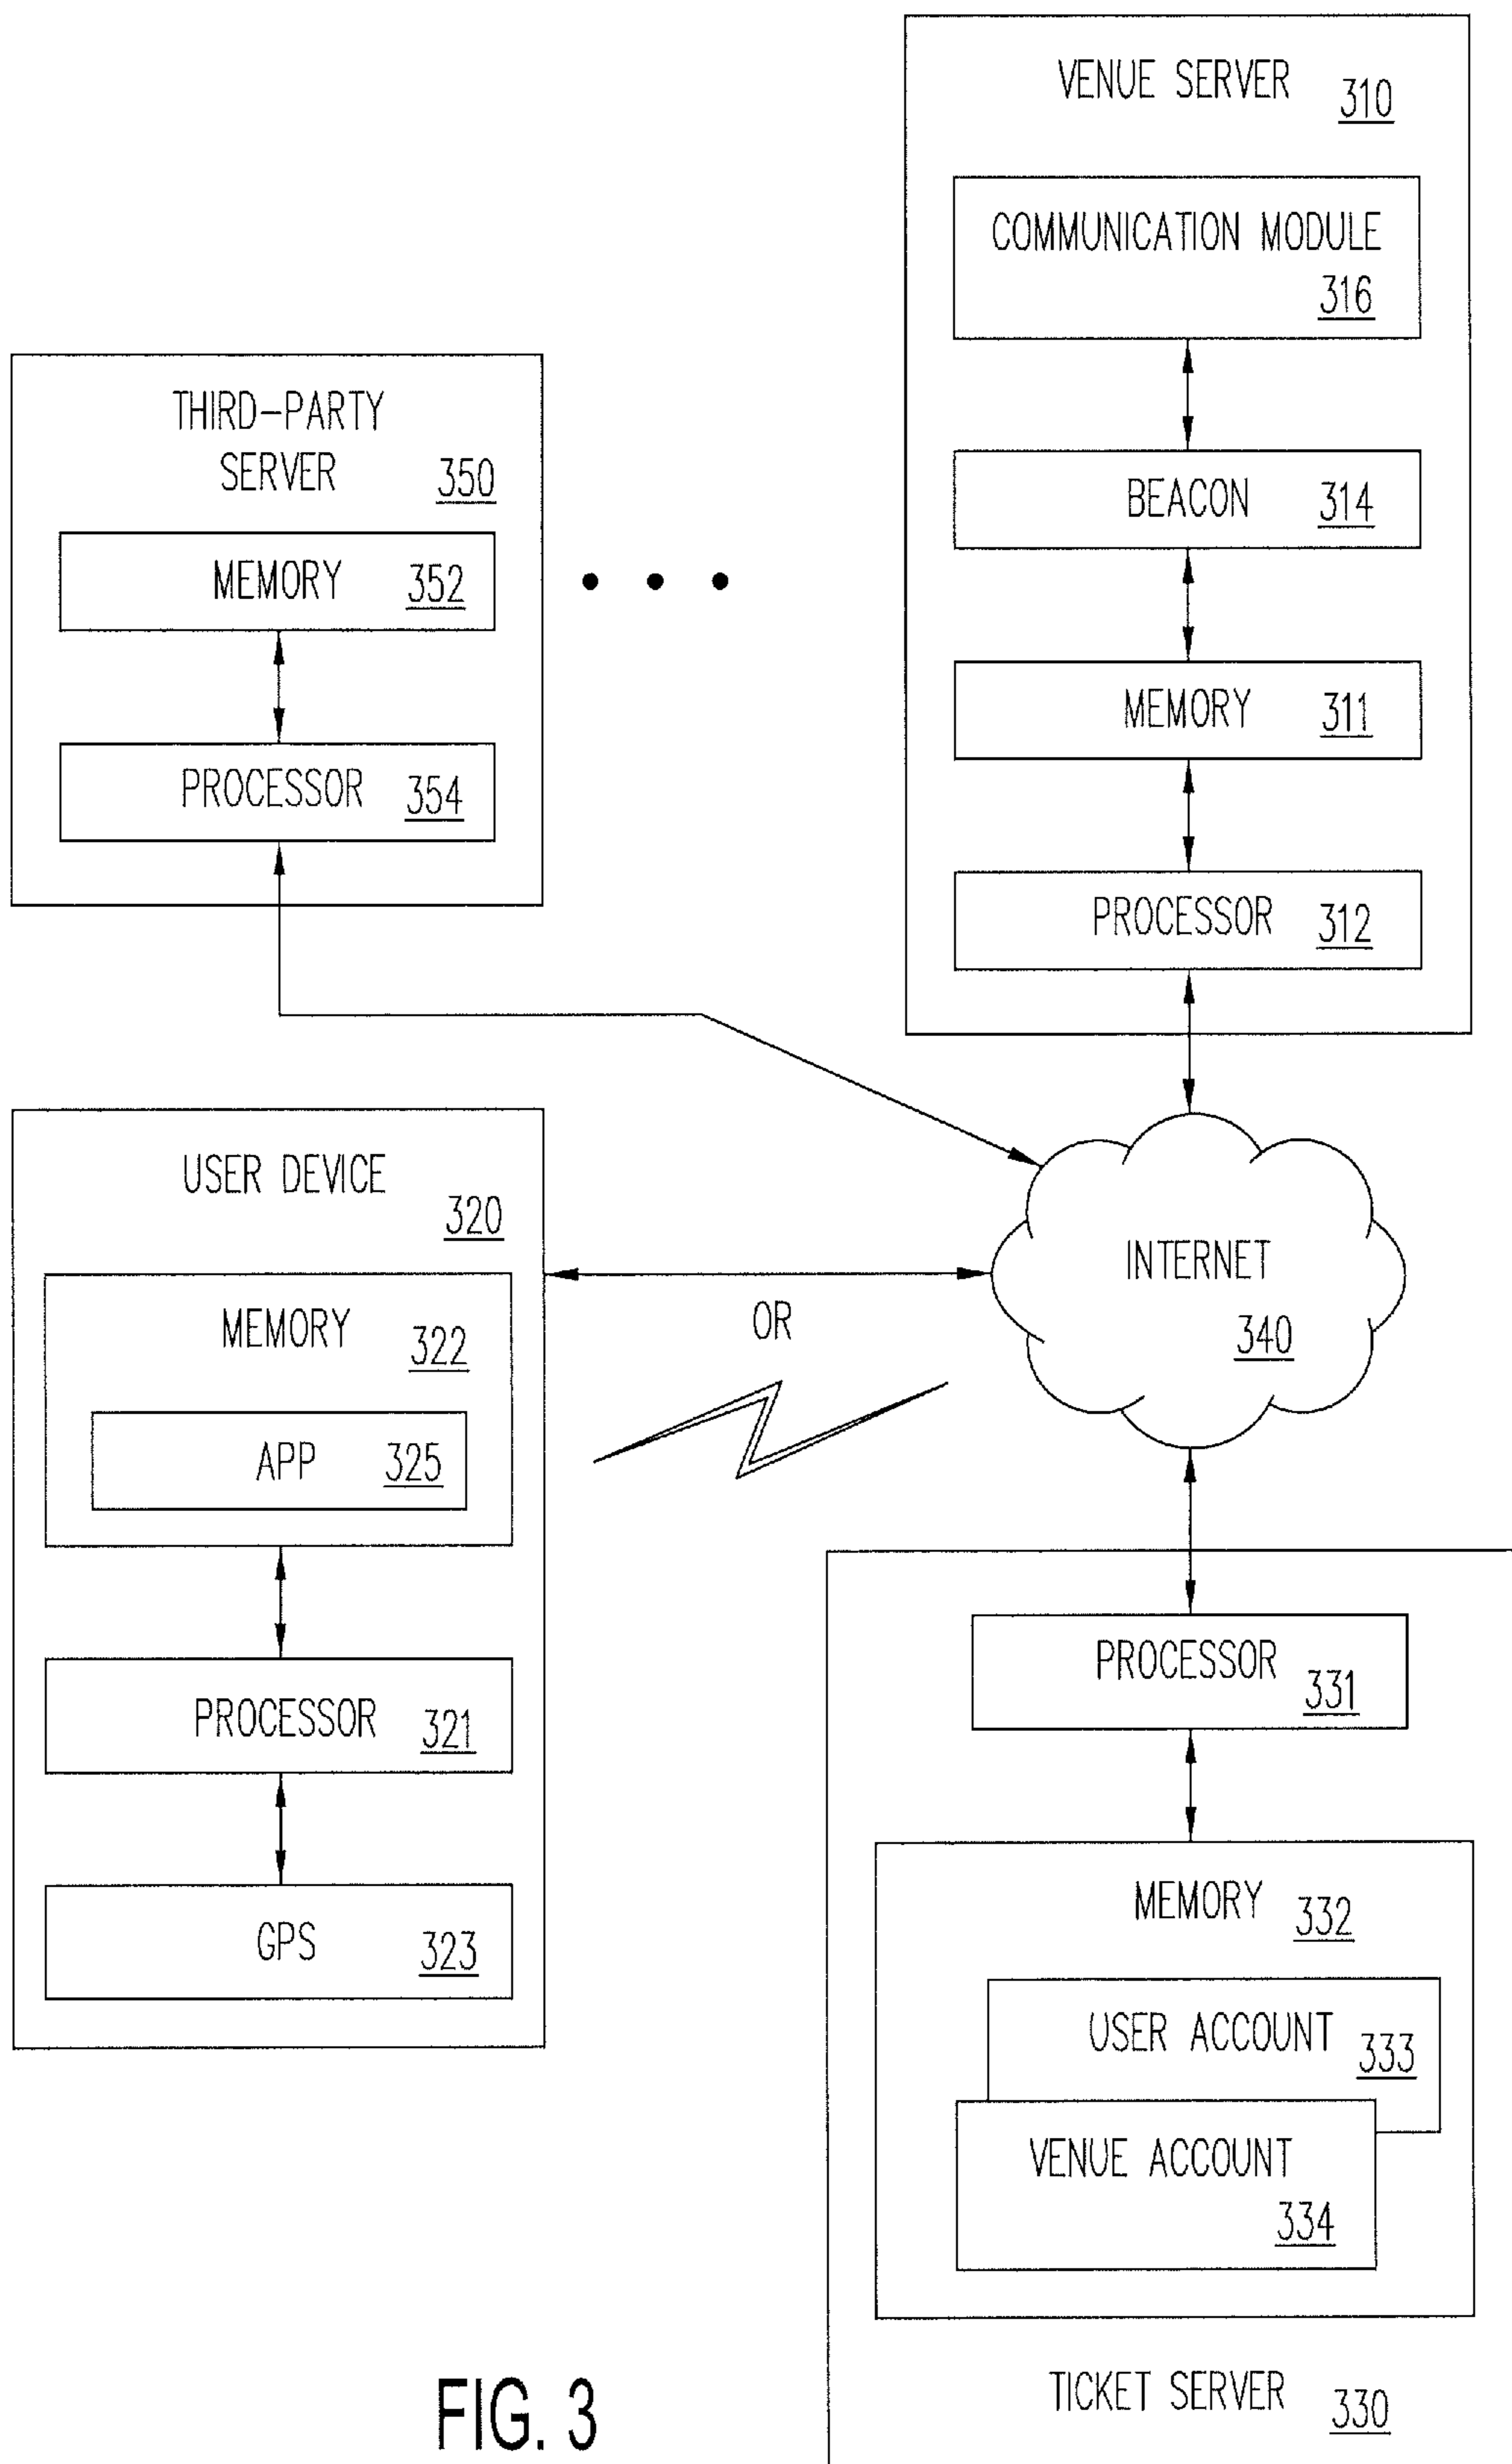 VENUE SERVER 310
COMMUNICATION MODULE
316
BEACON 314
MEMORY 311
PROCESSOR 312
THIRD-PARTY
SERVER 350
MEMORY 352
PROCESSOR 354
USER DEVICE
320
MEMORY 322
APP 325
PROCESSOR 321
GPS 323
OR
INTERNET
340
PROCESSOR 331
MEMORY 332
USER ACCOUNT 333
VENUE ACCOUNT
334
TICKET SERVER 330
FIG. 3